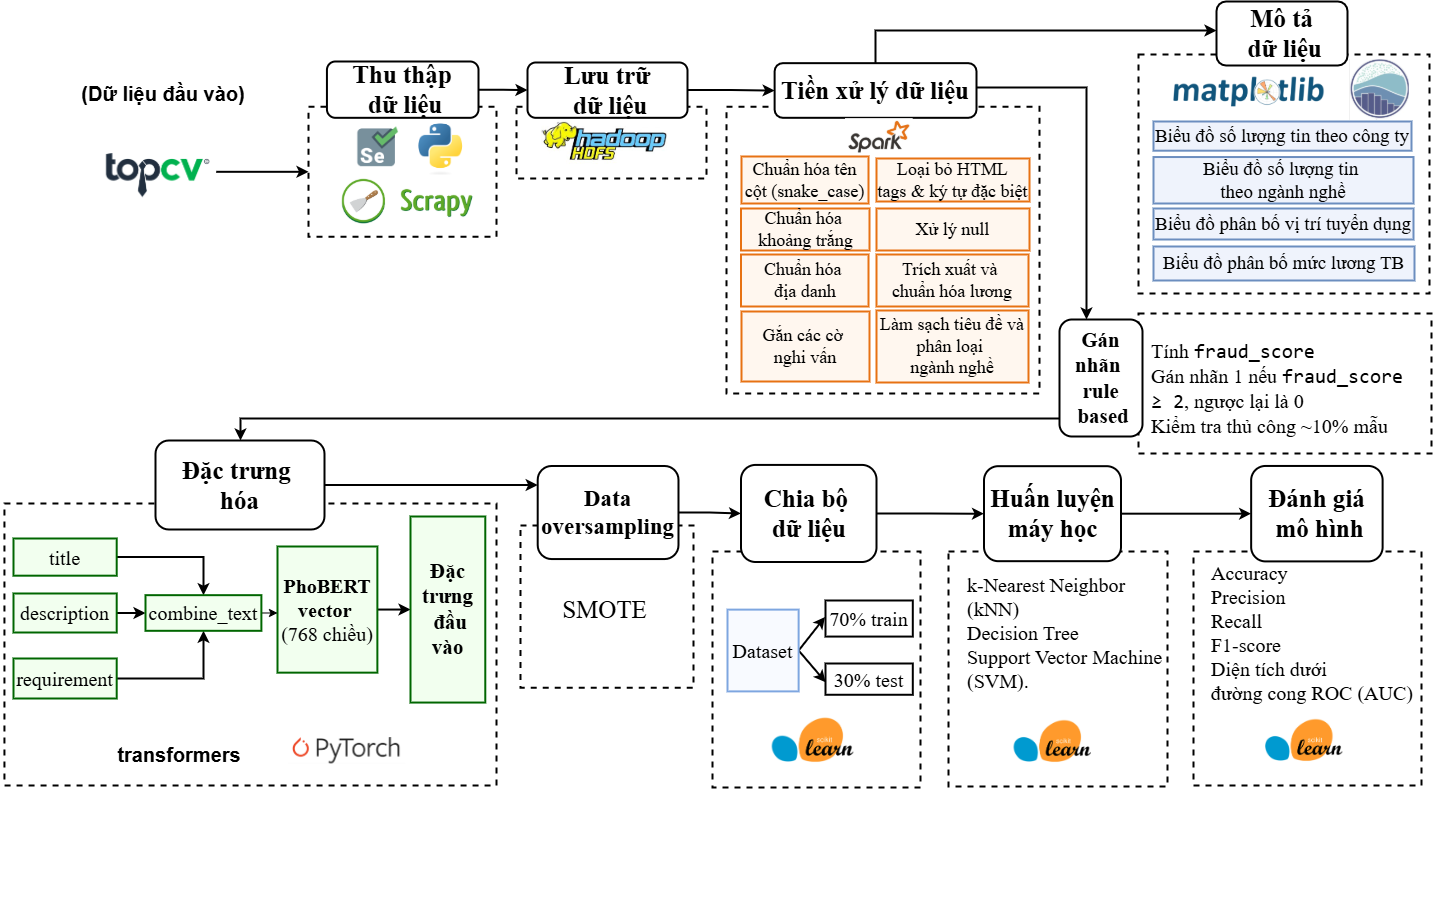 (Dữ liệu đầu vào)
topcv
Thu thập
dữ liệu
Se
Scrapy
Lưu trữ
dữ liệu
hadoop
HDFS
Tiền xử lý dữ liệu
Spark
Chuẩn hóa tên
cột (snake_case)
Loại bỏ HTML
tags & ký tự đặc biệt
Chuẩn hóa
khoảng trắng
Xử lý null
Chuẩn hóa
địa danh
Trích xuất và
chuẩn hóa lương
Gắn các cờ
nghi vấn
Làm sạch tiêu đề và
phân loại
ngành nghề
Mô tả
dữ liệu
matplotlib
Biểu đồ số lượng tin theo công ty
Biểu đồ số lượng tin
theo ngành nghề
Biểu đồ phân bố vị trí tuyển dụng
Biểu đồ phân bố mức lương TB
Gán
nhãn
rule
based
Tính fraud_score
Gán nhãn 1 nếu fraud_score
≥ 2, ngược lại là 0
Kiểm tra thủ công ~10% mẫu
Đặc trưng
hóa
title
description
requirement
combine_text
PhoBERT
vector
(768 chiều)
Đặc
trưng
đầu
vào
transformers
PyTorch
Data
oversampling
SMOTE
Chia bộ
dữ liệu
Dataset
70% train
30% test
scikit
learn
Huấn luyện
máy học
k-Nearest Neighbor
(kNN)
Decision Tree
Support Vector Machine
(SVM).
scikit
learn
Đánh giá
mô hình
Accuracy
Precision
Recall
F1-score
Diện tích dưới
đường cong ROC (AUC)
scikit
learn